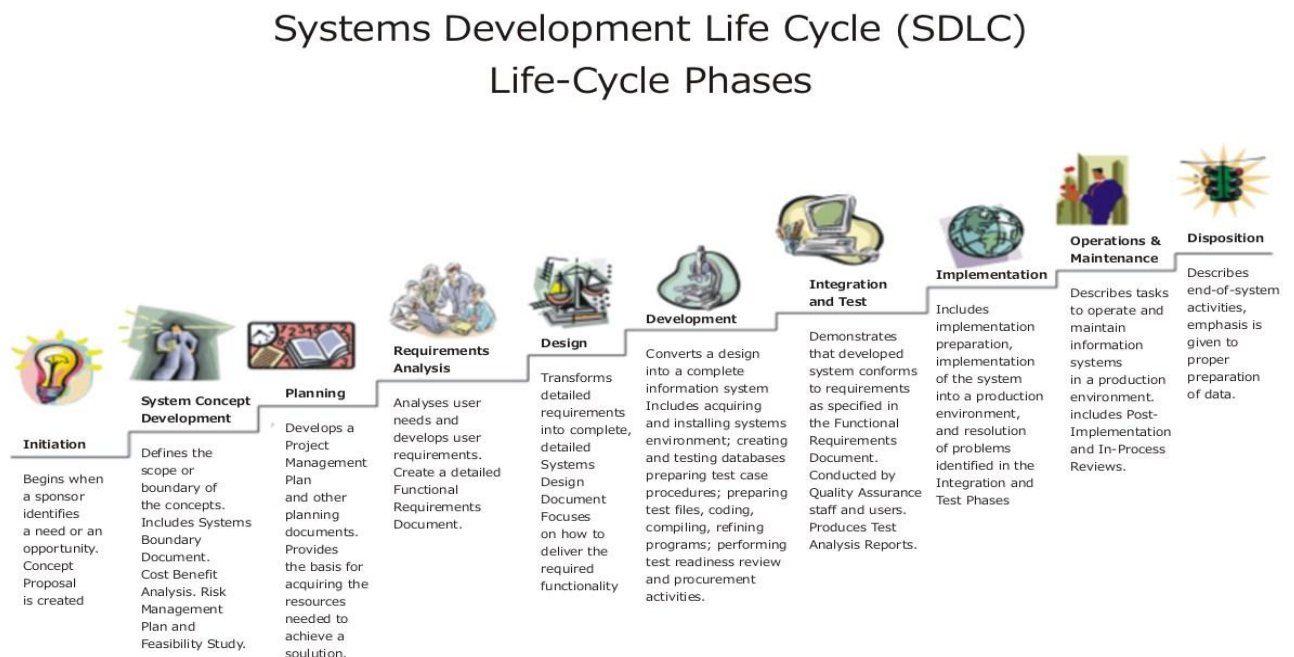 Systems Development Life Cycle (SDLC)
Life-Cycle Phases
Initiation
Begins when
a sponsor
identifies
a need or an
opportunity.
Concept
Proposal
is created
System Concept
Development
Defines the
scope or
boundary of
the concepts.
Includes Systems
Boundary
Document.
Cost Benefit
Analysis. Risk
Management
Plan and
Feasibility Study.
Planning
Develops a
Project
Management
Plan
and other
planning
documents.
Provides
the basis for
acquiring the
resources
needed to
achieve a
soulution.
Requirements
Analysis
Analyses user
needs and
develops user
requirements.
Create a detailed
Functional
Requirements
Document.
Design
Transforms
detailed
requirements
into complete,
detailed
Systems
Design
Document
Focuses
on how to
deliver the
required
functionality
Development
Converts a design
into a complete
information system
Includes acquiring
and installing systems
environment; creating
and testing databases
preparing test case
procedures; preparing
test files, coding,
compiling, refining
programs; performing
test readiness review
and procurement
activities.
Integration
and Test
Demonstrates
that developed
system conforms
to requirements
as specified in
the Functional
Requirements
Document.
Conducted by
Quality Assurance
staff and users.
Produces Test
Analysis Reports.
Implementation
Includes
implementation
preparation,
implementation
of the system
into a production
environment,
and resolution
of problems
identified in the
Integration and
Test Phases
Operations &
Maintenance
Describes tasks
to operate and
maintain
information
systems
in a production
environment.
includes Post-
Implementation
and In-Process
Reviews.
Disposition
Describes
end-of-system
activities,
emphasis is
given to
proper
preparation
of data.